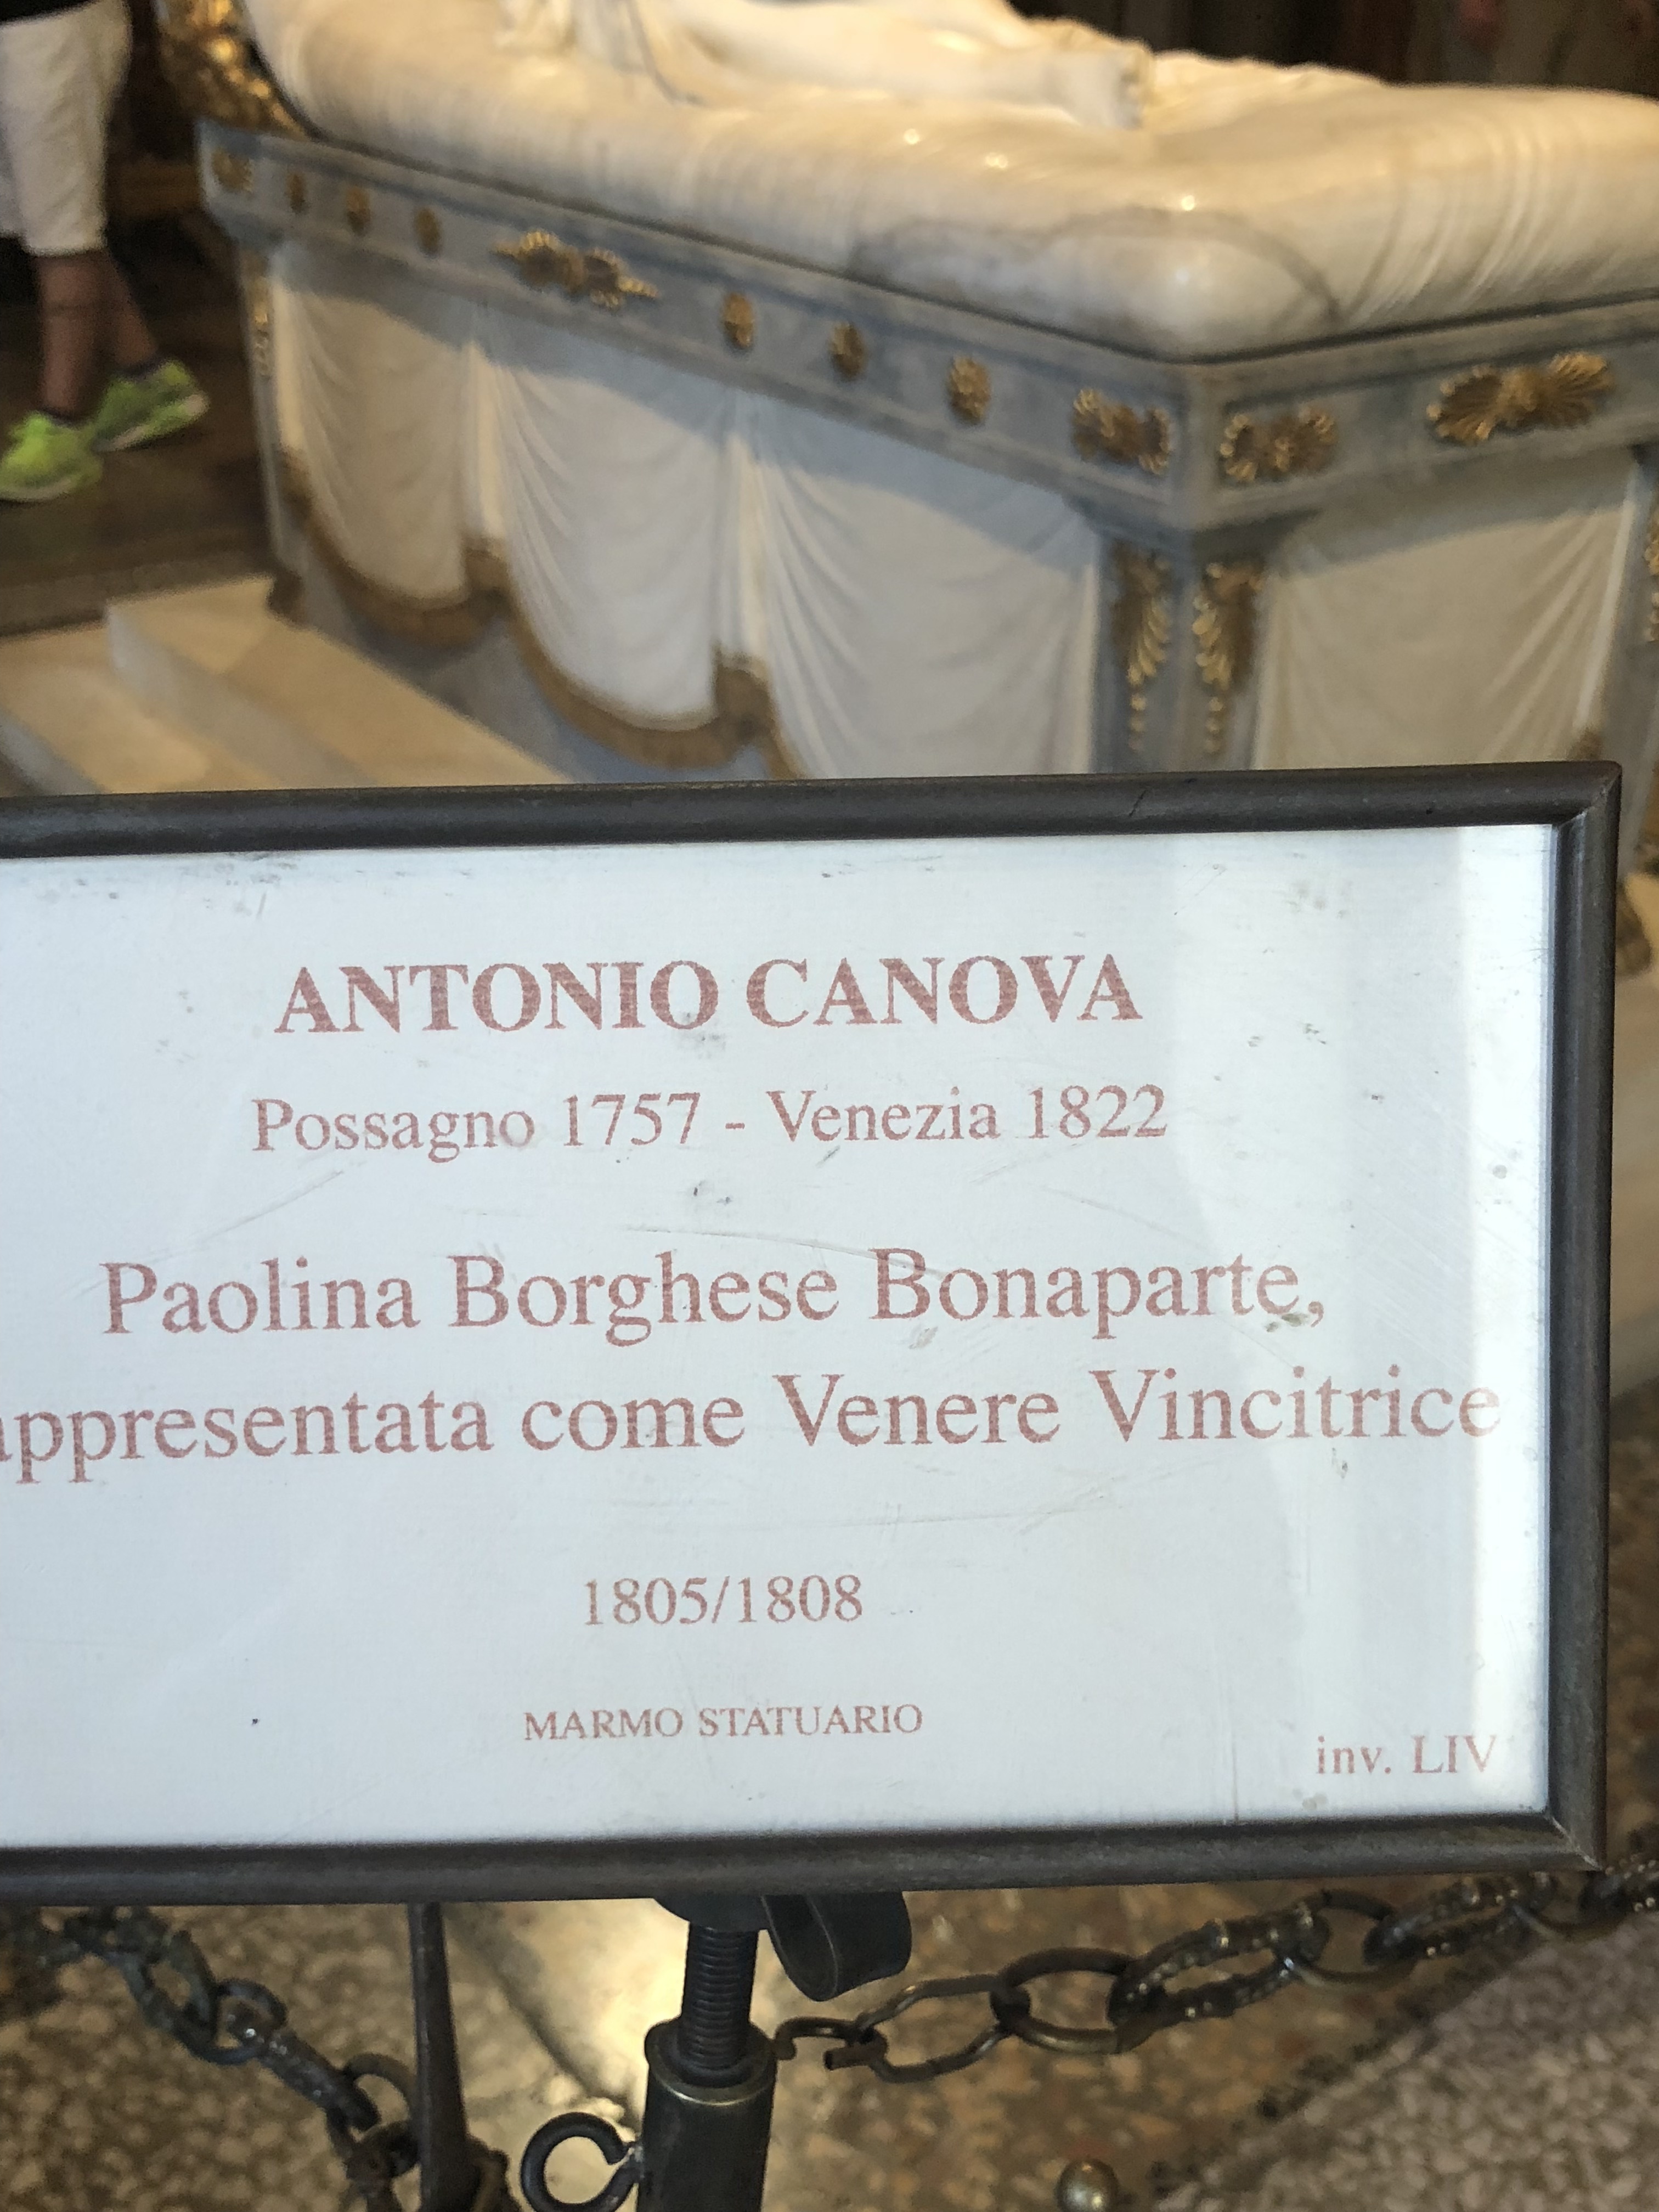 ANTONIO CANOVA
Possagno 1757 - Venezia 1822
Paolina Borghese Bonaparte,
appresentata come Venere Vincitrice
1805/1808
MARMO STATUARIO
inv. LIV